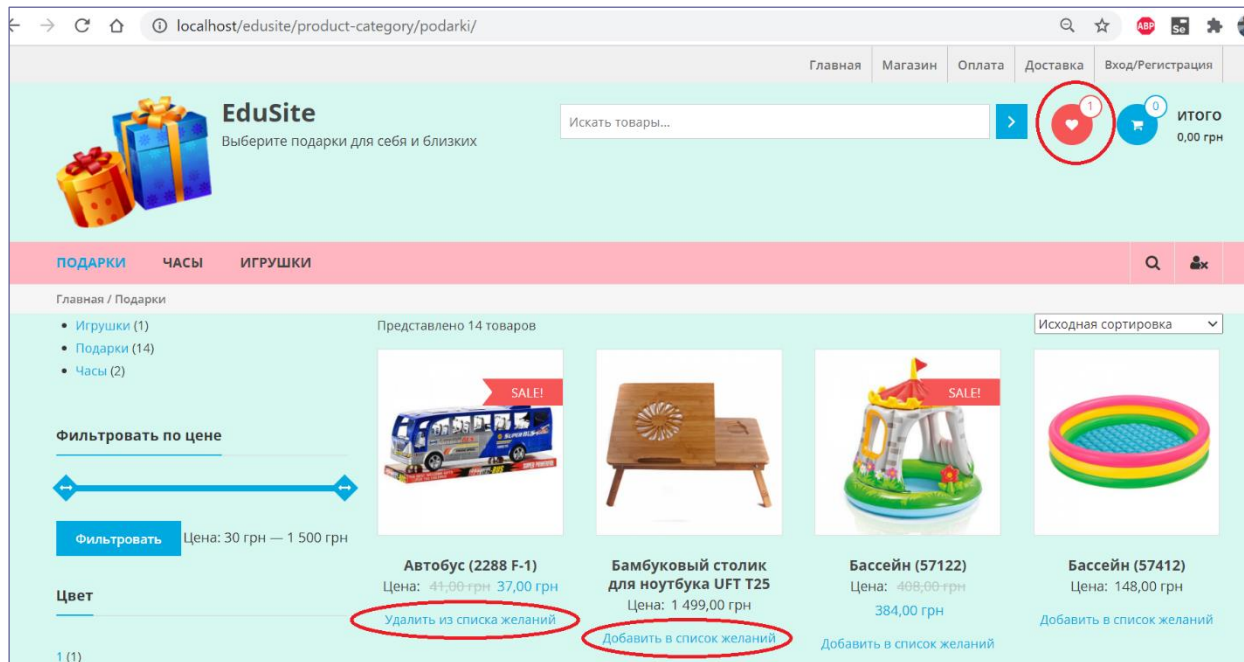 localhost/edusite/product-category/podarki/
ABP
Se
Главная Магазин Оплата Доставка Вход/Регистрация
EduSite
Выберите подарки для себя и близких
Искать товары...
1
0
ИТОГО
0,00 грн
ПОДАРКИ ЧАСЫ ИГРУШКИ
Главная / Подарки
Игрушки (1)
Подарки (14)
Часы (2)
Фильтровать по цене
Фильтровать Цена: 30 грн — 1 500 грн
Цвет
1 (1)
Представлено 14 товаров
Исходная сортировка
SALE!
Автобус (2288 F-1)
Цена: 41,00 грн 37,00 грн
Удалить из списка желаний
Бамбуковый столик
для ноутбука UFT T25
Цена: 1 499,00 грн
Добавить в список желаний
SALE!
Бассейн (57122)
Цена: 408,00 грн
384,00 грн
Добавить в список желаний
Бассейн (57412)
Цена: 148,00 грн
Добавить в список желаний